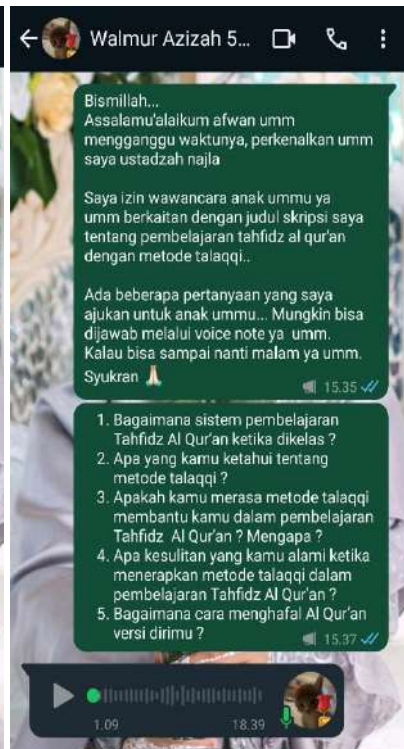 Walmur Azizah 5...
Bismillah...
Assalamu'alaikum afwan umm
mengganggu waktunya, perkenalkan umm
saya ustadzah najla
Saya izin wawancara anak ummu ya
umm berkaitan dengan judul skripsi saya
tentang pembelajaran tahfidz al qur'an
dengan metode talaqqi..
Ada beberapa pertanyaan yang saya
ajukan untuk anak ummu... Mungkin bisa
dijawab melalui voice note ya umm.
Kalau bisa sampai nanti malam ya umm.
Syukran 🙏🏻
15.35
1. Bagaimana sistem pembelajaran
Tahfidz Al Qur'an ketika dikelas ?
2. Apa yang kamu ketahui tentang
metode talaqqi ?
3. Apakah kamu merasa metode talaqqi
membantu kamu dalam pembelajaran
Tahfidz Al Qur'an ? Mengapa ?
4. Apa kesulitan yang kamu alami ketika
menerapkan metode talaqqi dalam
pembelajaran Tahfidz Al Qur'an ?
5. Bagaimana cara menghafal Al Qur'an
versi dirimu ?
15.37
1.09
18.39